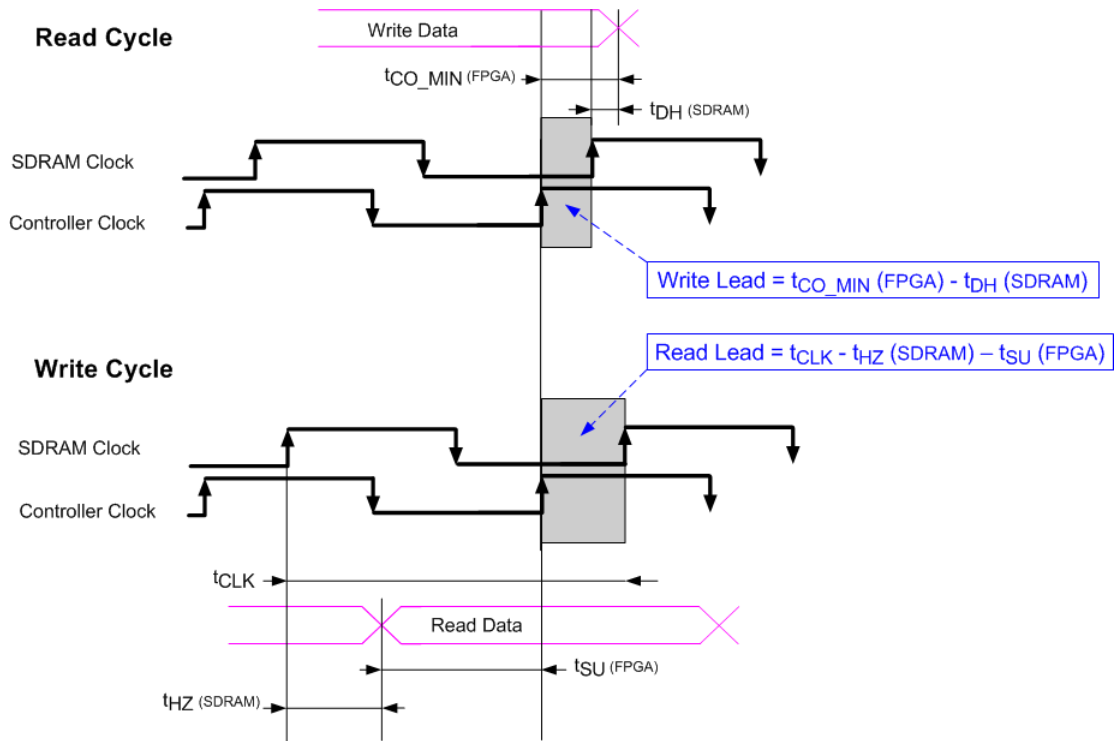 Read Cycle
Write Data
tCO_MIN (FPGA)
tDH (SDRAM)
SDRAM Clock
Controller Clock
Write Lead = tCO_MIN (FPGA) - tDH (SDRAM)
Read Lead = tCLK - tHZ (SDRAM) – tSU (FPGA)
Write Cycle
SDRAM Clock
Controller Clock
tCLK
Read Data
tSU (FPGA)
tHZ (SDRAM)